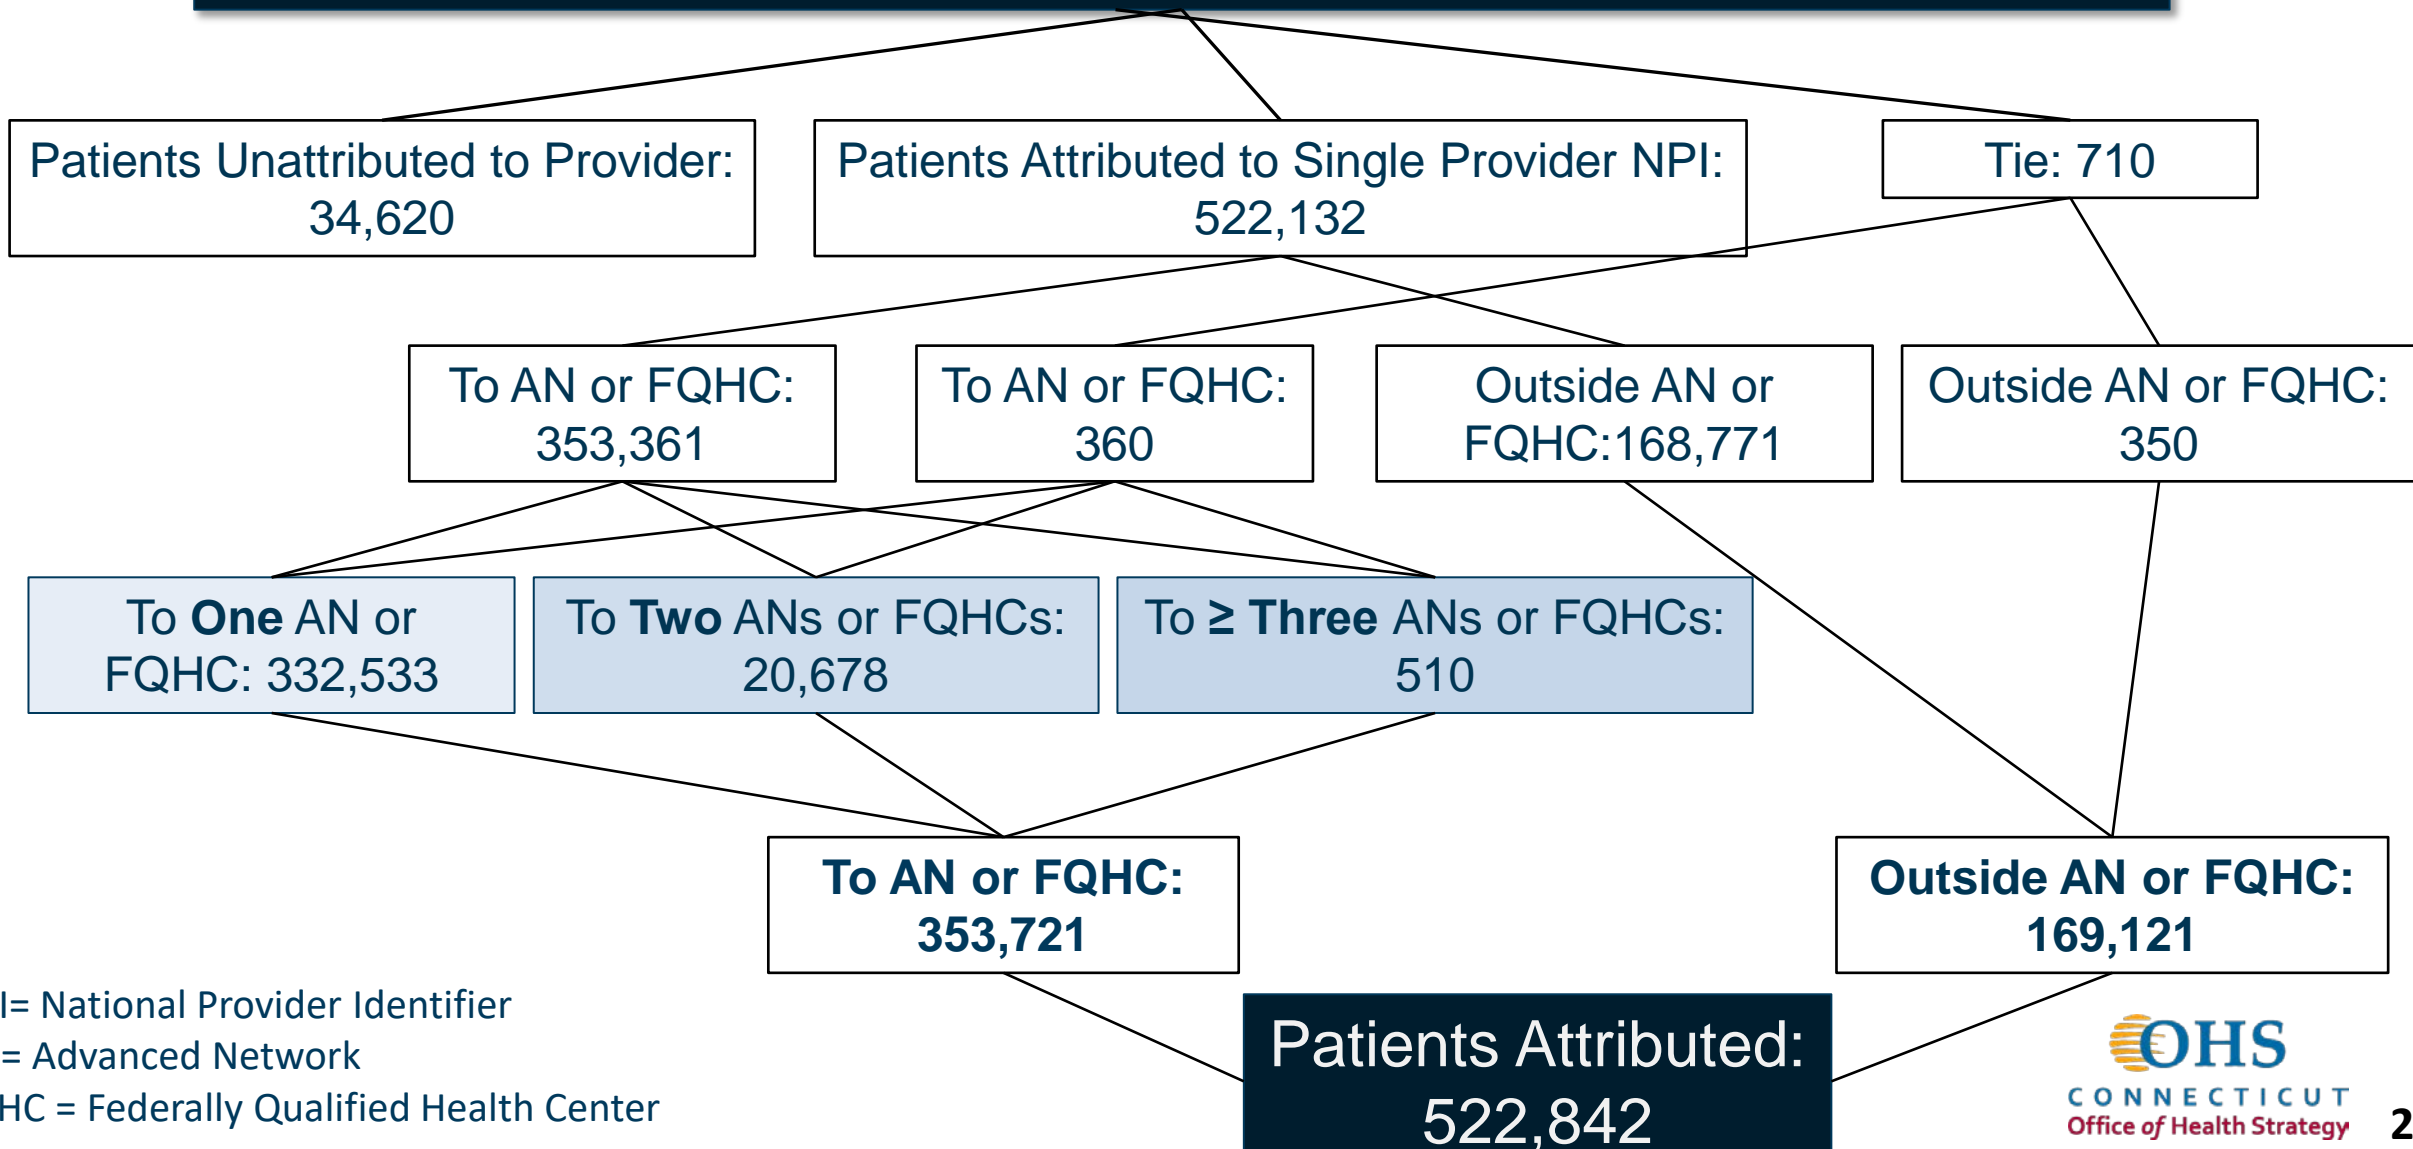 Patients Unattributed to Provider:
34,620
Patients Attributed to Single Provider NPI:
522,132
Tie: 710
To AN or FQHC:
353,361
To AN or FQHC:
360
Outside AN or
FQHC:168,771
Outside AN or FQHC:
350
To One AN or
FQHC: 332,533
To Two ANs or FQHCs:
20,678
To ≥ Three ANs or FQHCs:
510
To AN or FQHC:
353,721
Outside AN or FQHC:
169,121
Patients Attributed:
522,842
I= National Provider Identifier
= Advanced Network
HC = Federally Qualified Health Center
OHS
CONNECTICUT
Office of Health Strategy
2